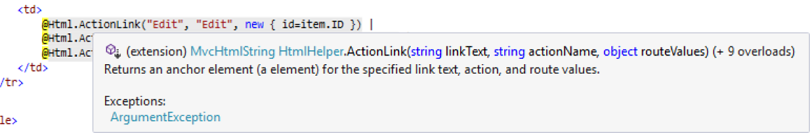 <td>
@Html.ActionLink("Edit", "Edit", new { id=item.ID }) |
@Html.Act
@Html.Act
(extension) MvcHtmlString HtmlHelper.ActionLink(string linkText, string actionName, object routeValues) (+ 9 overloads)
Returns an anchor element (a element) for the specified link text, action, and route values.
</td>
/tr>
Exceptions:
ArgumentException
le>